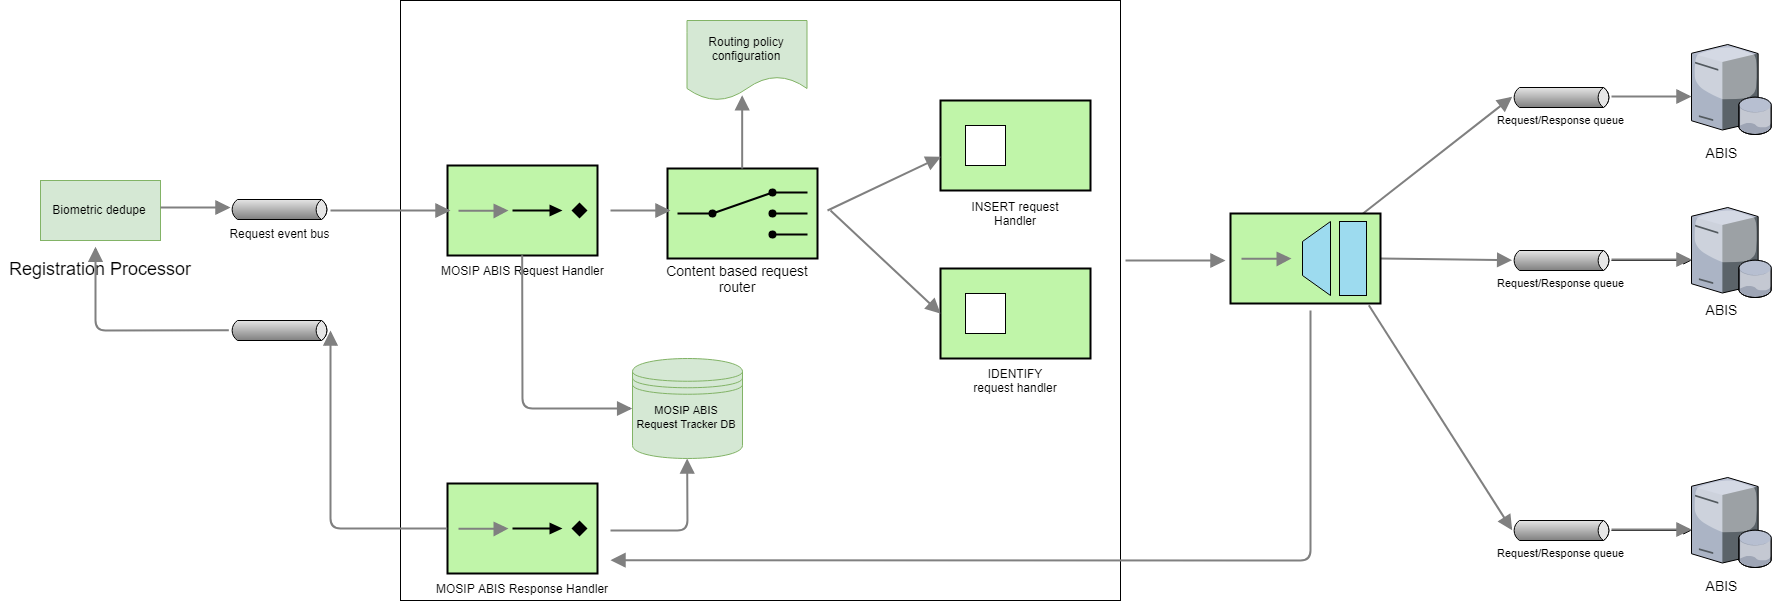 Routing policy
configuration
Biometric dedupe
Request event bus
Registration Processor
MOSIP ABIS Request Handler
Content based request
router
INSERT request
Handler
IDENTIFY
request handler
MOSIP ABIS
Request Tracker DB
MOSIP ABIS Response Handler
Request/Response queue
ABIS
Request/Response queue
ABIS
Request/Response queue
ABIS